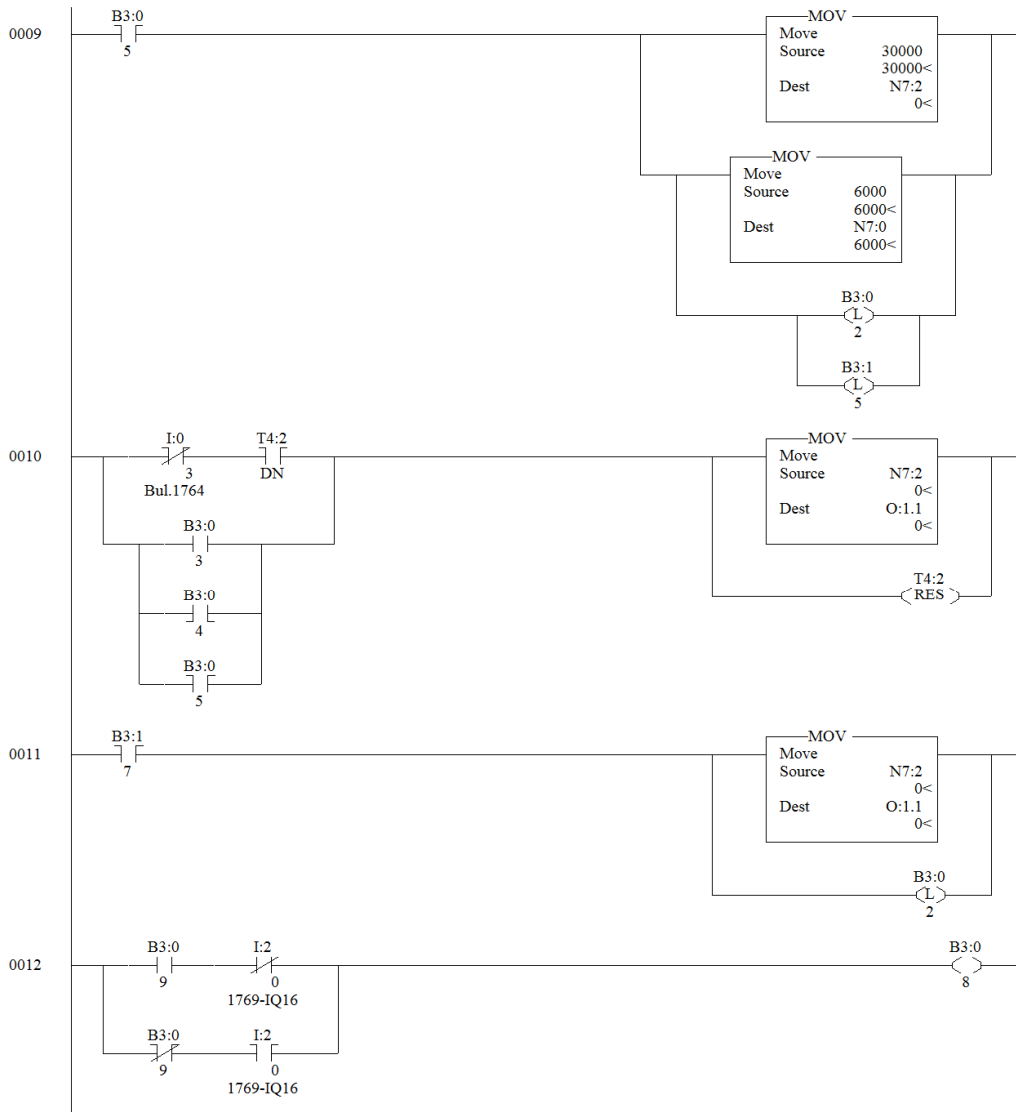 B3:0
0009
5
MOV
Move
Source 30000
30000<
Dest N7:2
0<
MOV
Move
Source 6000
6000<
Dest N7:0
6000<
B3:0
L
2
B3:1
L
5
0010
I:0 T4:2
3 DN
Bul.1764
B3:0
3
B3:0
4
B3:0
5
MOV
Move
Source N7:2
0<
Dest O:1.1
0<
T4:2
RES
0011
B3:1
7
MOV
Move
Source N7:2
0<
Dest O:1.1
0<
B3:0
L
2
0012
B3:0 I:2
9 0
1769-IQ16
B3:0
8
B3:0 I:2
9 0
1769-IQ16